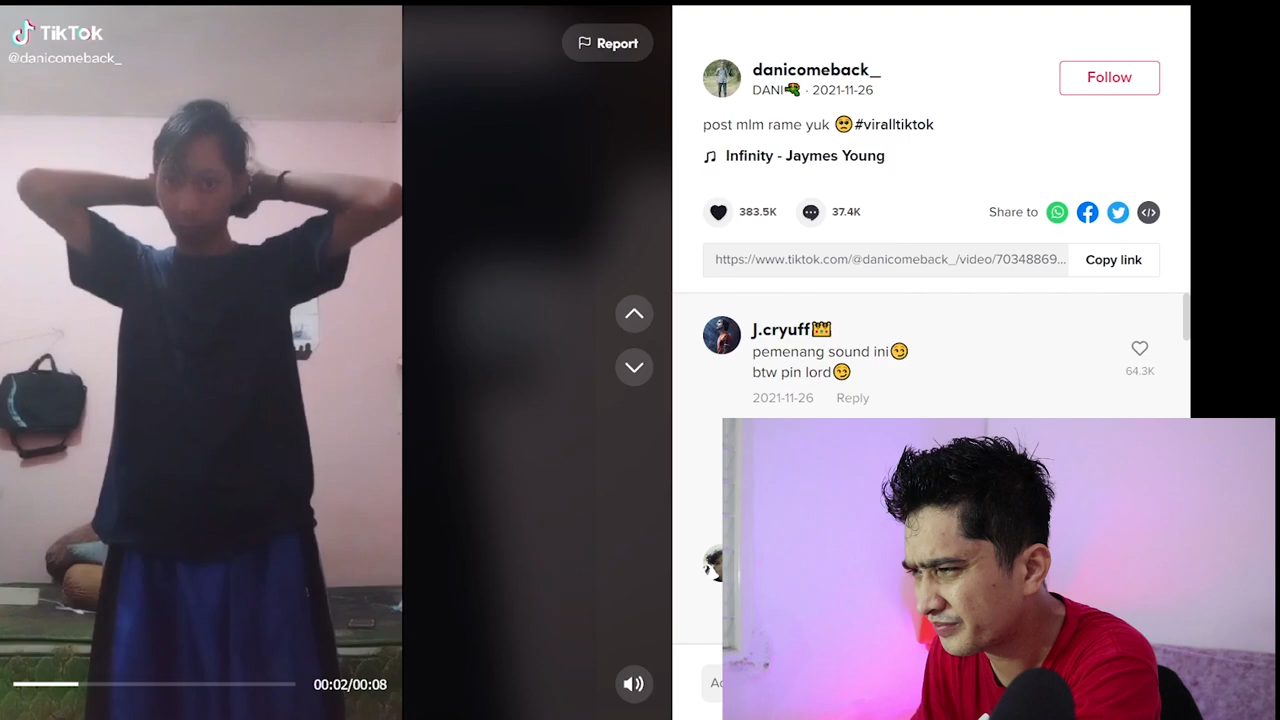 TikTok
@danicomeback_
Report
00:02/00:08
danicomeback_
DANI · 2021-11-26
Follow
post mlm rame yuk 🥺#viralltiktok
Infinity - Jaymes Young
383.5K
37.4K
Share to
https://www.tiktok.com/@danicomeback_/video/70348869...
Copy link
J.cryuff👑
pemenang sound ini😏
btw pin lord😏
2021-11-26 Reply
64.3K